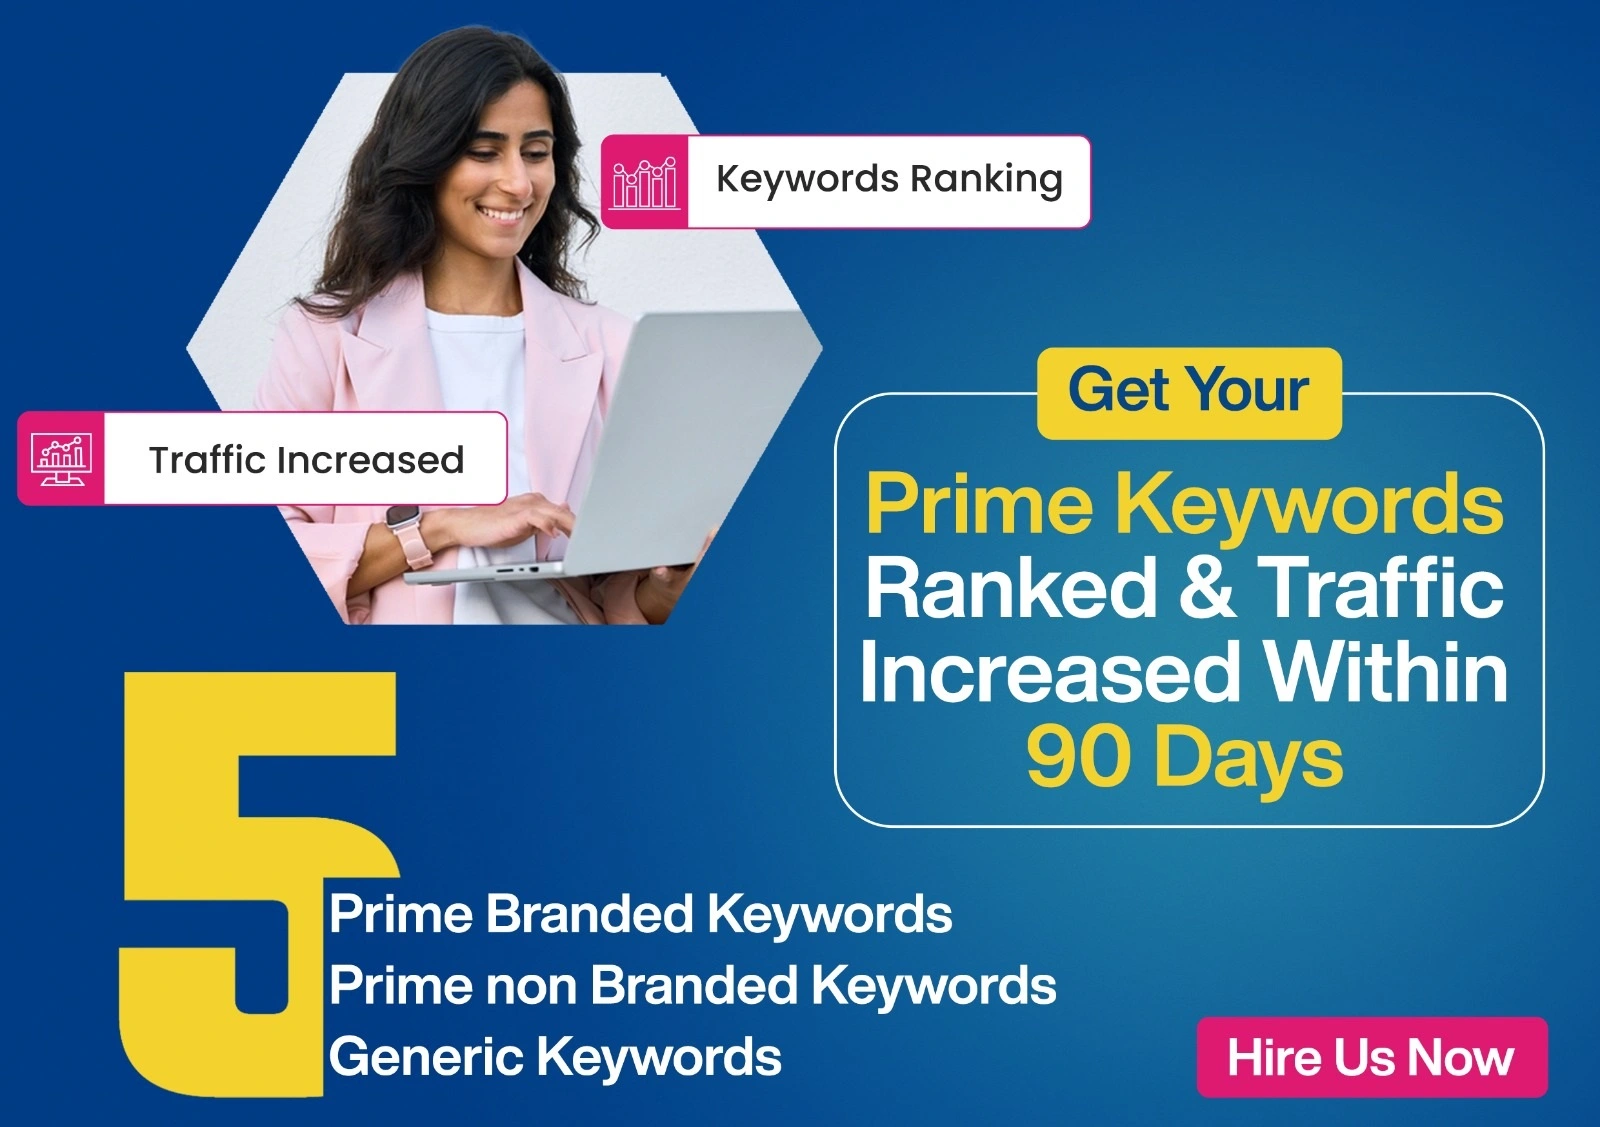 Keywords Ranking
Traffic Increased
Get Your
Prime Keywords
Ranked & Traffic
Increased Within
90 Days
5
Prime Branded Keywords
Prime non Branded Keywords
Generic Keywords
Hire Us Now